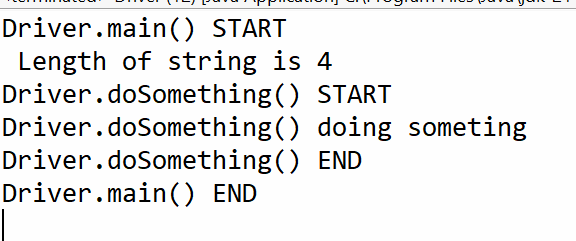 Driver.main() START
 Length of string is 4
Driver.doSomething() START
Driver.doSomething() doing someting
Driver.doSomething() END
Driver.main() END